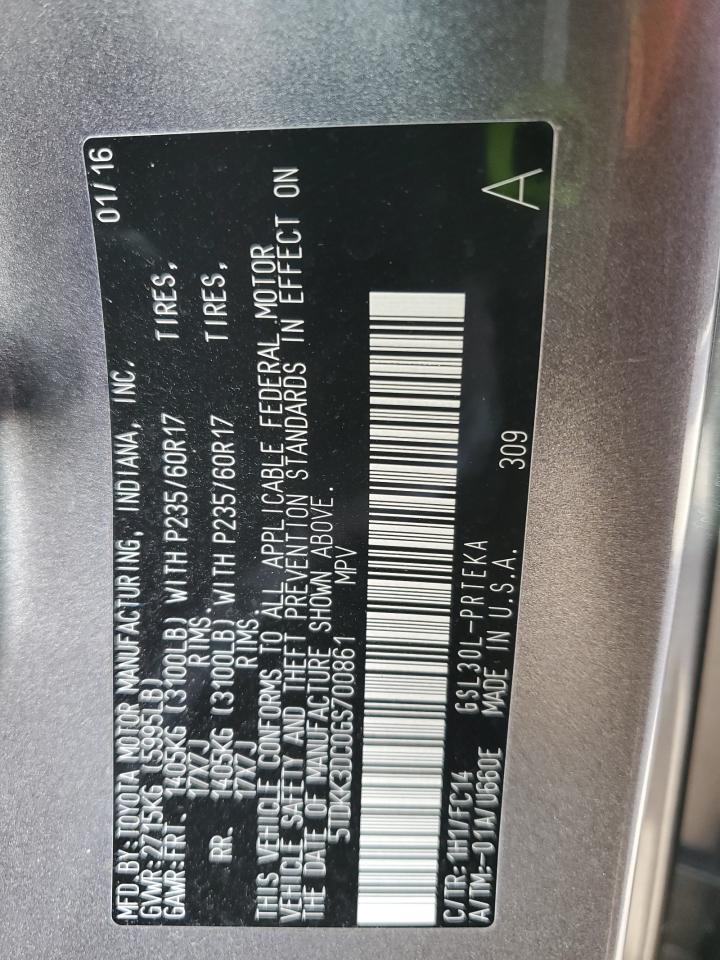 MFD BY:TOYOTA MOTOR MANUFACTURING, INDIANA, INC. 01/16
GVWR:2715KG (5995LB)
GAWR:FRT. 1405KG (3100LB) WITH P235/60R17 TIRES,
17X7J RIMS.
RR. 1405KG (3100LB) WITH P235/60R17 TIRES,
17X7J RIMS
THIS VEHICLE CONFORMS TO ALL APPLICABLE FEDERAL MOTOR
VEHICLE SAFETY AND THEFT PREVENTION STANDARDS IN EFFECT ON
THE DATE OF MANUFACTURE SHOWN ABOVE.
5TDKK3DC0GS700861 MPV
C/TR:1H1/FC14 GSL30L-PRTEKA
A/TM:-01A/U660E MADE IN U.S.A. 309 A